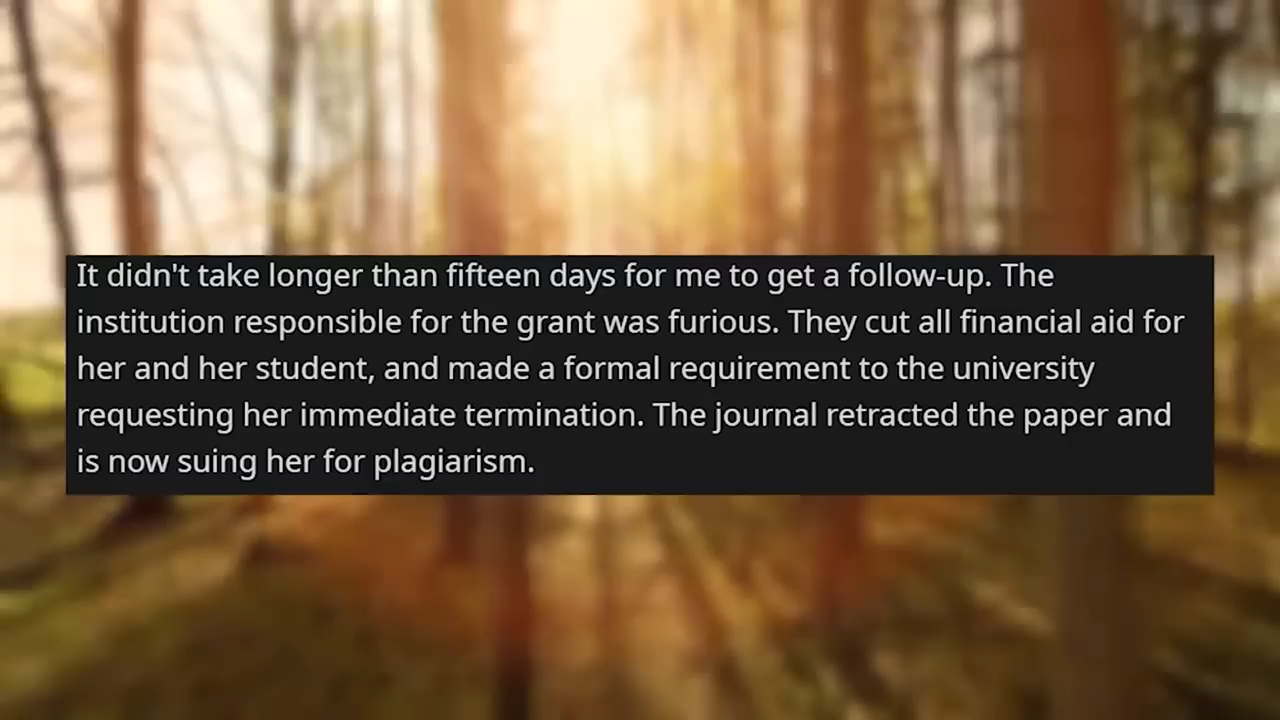 It didn't take longer than fifteen days for me to get a follow-up. The
institution responsible for the grant was furious. They cut all financial aid for
her and her student, and made a formal requirement to the university
requesting her immediate termination. The journal retracted the paper and
is now suing her for plagiarism.